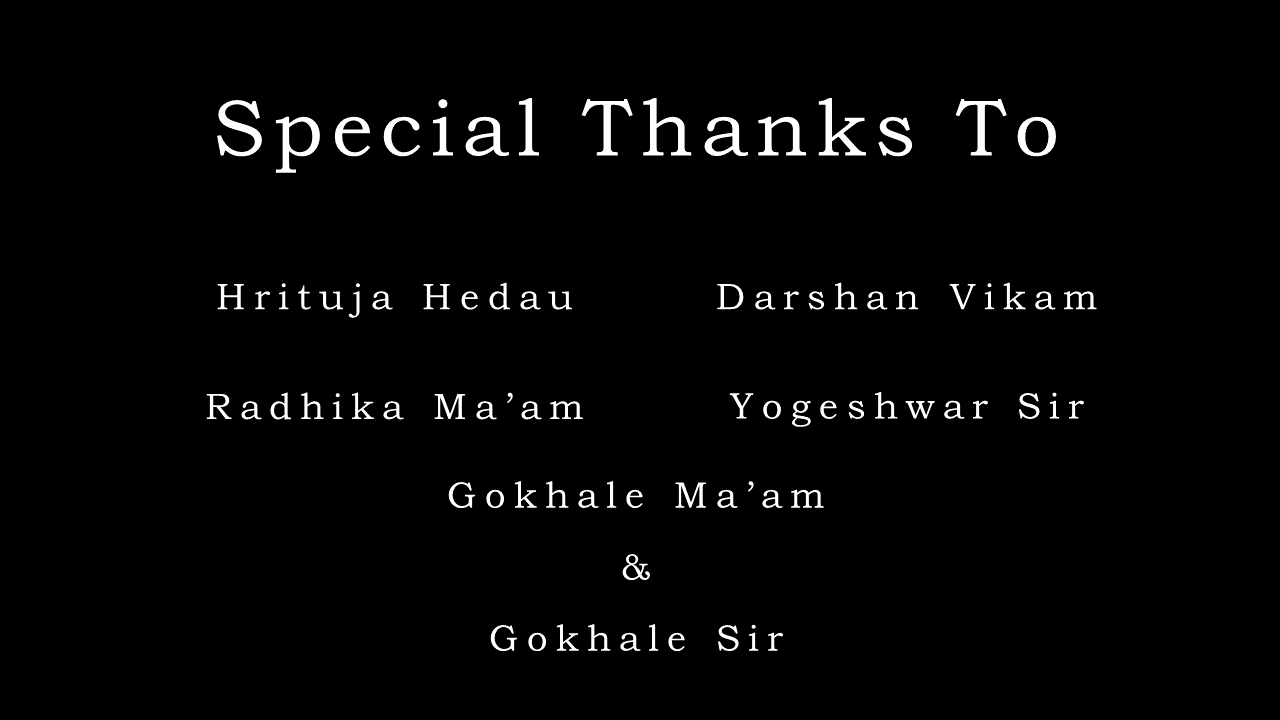 Special Thanks To
Hrituja Hedau Darshan Vikam
Radhika Ma’am Yogeshwar Sir
Gokhale Ma’am
&
Gokhale Sir